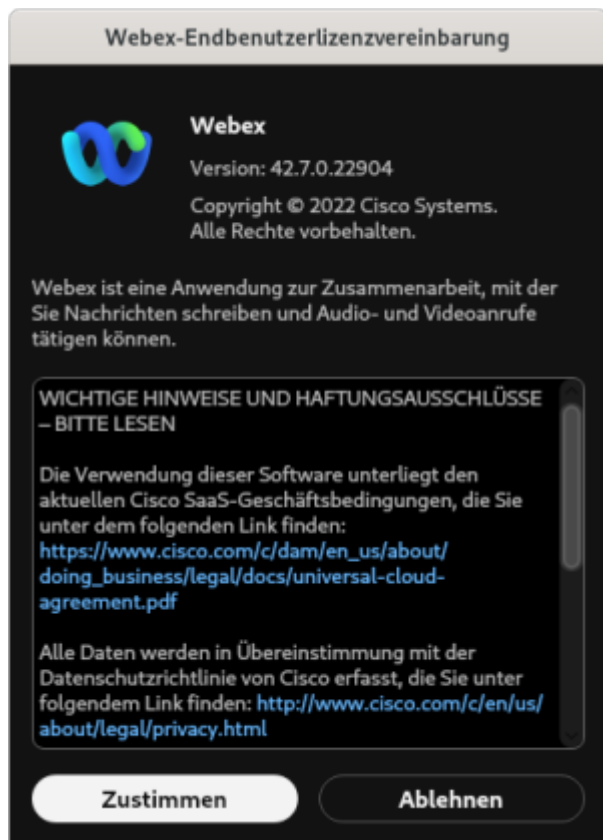 Webex-Endbenutzerlizenzvereinbarung
Webex
Version: 42.7.0.22904
Copyright © 2022 Cisco Systems.
Alle Rechte vorbehalten.
Webex ist eine Anwendung zur Zusammenarbeit, mit der
Sie Nachrichten schreiben und Audio- und Videoanrufe
tätigen können.
WICHTIGE HINWEISE UND HAFTUNGSAUSSCHLÜSSE
– BITTE LESEN
Die Verwendung dieser Software unterliegt den
aktuellen Cisco SaaS-Geschäftsbedingungen, die Sie
unter dem folgenden Link finden:
https://www.cisco.com/c/dam/en_us/about/
doing_business/legal/docs/universal-cloud-
agreement.pdf
Alle Daten werden in Übereinstimmung mit der
Datenschutzrichtlinie von Cisco erfasst, die Sie unter
folgendem Link finden: http://www.cisco.com/c/en/us/
about/legal/privacy.html
Zustimmen
Ablehnen